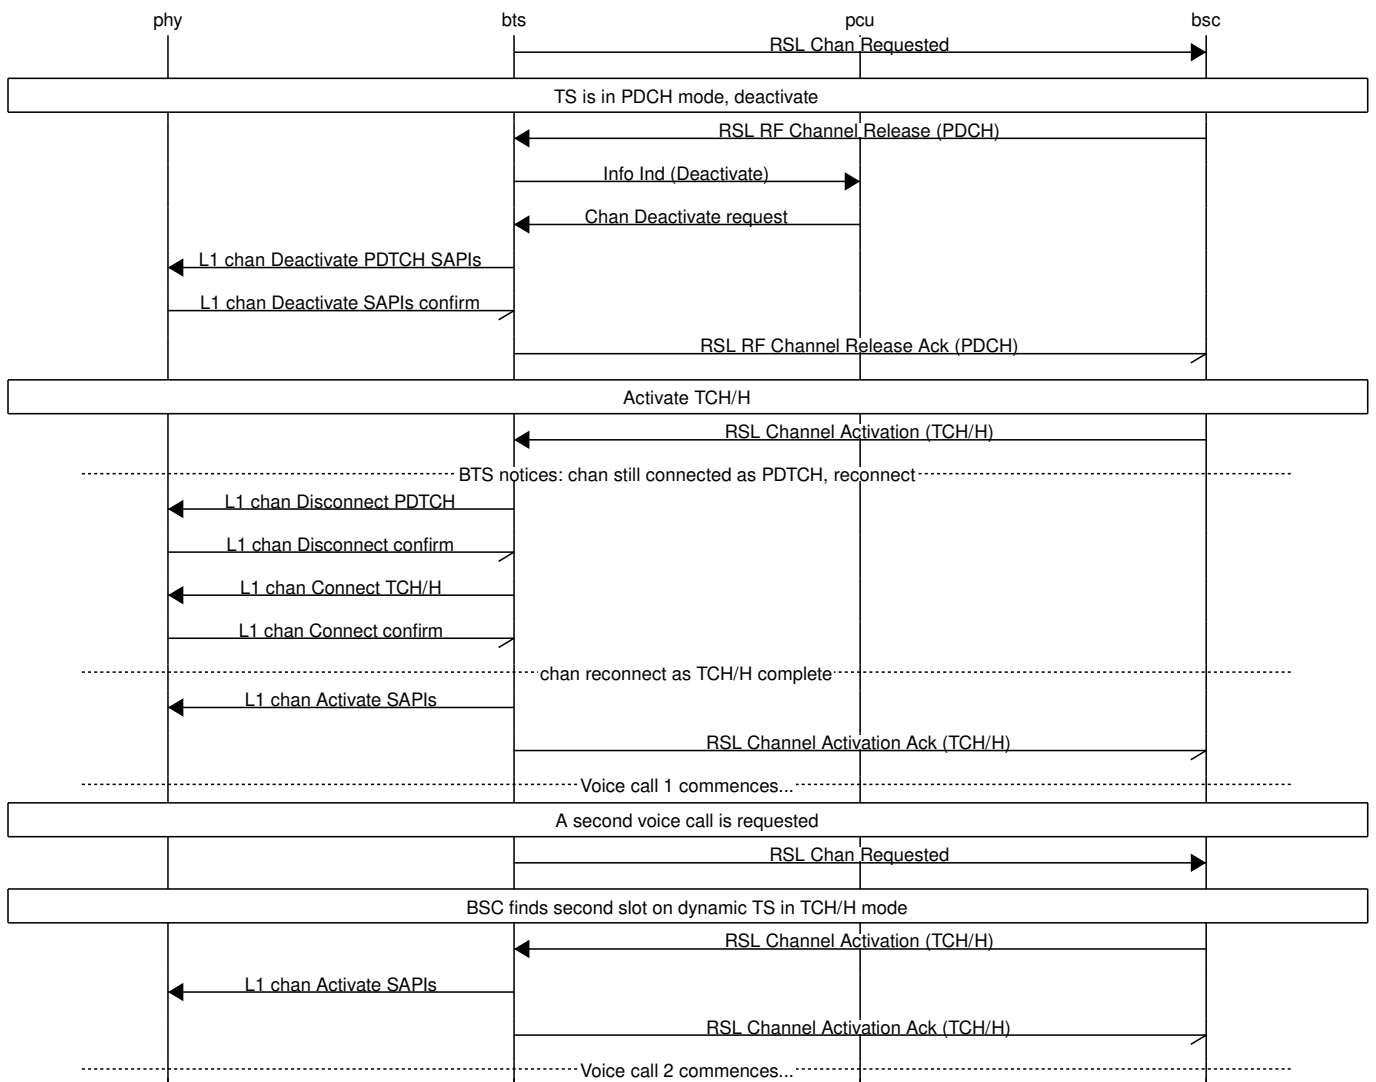 phy bts pcu bsc
RSL Chan Requested
TS is in PDCH mode, deactivate
RSL RF Channel Release (PDCH)
Info Ind (Deactivate)
Chan Deactivate request
L1 chan Deactivate PDTCH SAPIs
L1 chan Deactivate SAPIs confirm
RSL RF Channel Release Ack (PDCH)
Activate TCH/H
RSL Channel Activation (TCH/H)
BTS notices: chan still connected as PDTCH, reconnect
L1 chan Disconnect PDTCH
L1 chan Disconnect confirm
L1 chan Connect TCH/H
L1 chan Connect confirm
chan reconnect as TCH/H complete
L1 chan Activate SAPIs
RSL Channel Activation Ack (TCH/H)
Voice call 1 commences...
A second voice call is requested
RSL Chan Requested
BSC finds second slot on dynamic TS in TCH/H mode
RSL Channel Activation (TCH/H)
L1 chan Activate SAPIs
RSL Channel Activation Ack (TCH/H)
Voice call 2 commences...